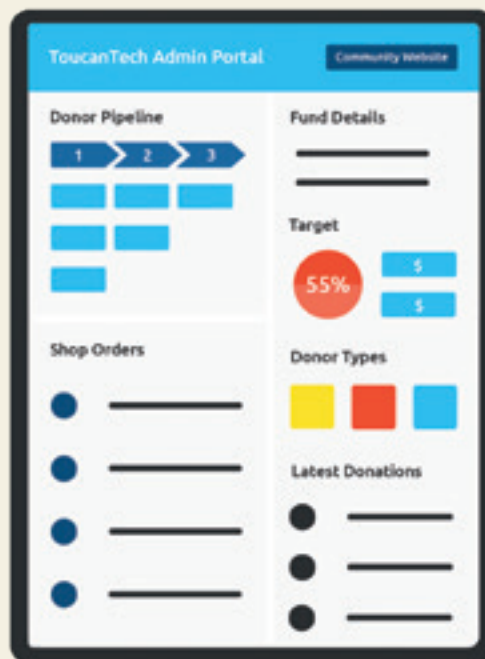 ToucanTech Admin Portal
Community Website
Donor Pipeline
1 2 3
Shop Orders
Fund Details
Target
55%
$
$
Donor Types
Latest Donations